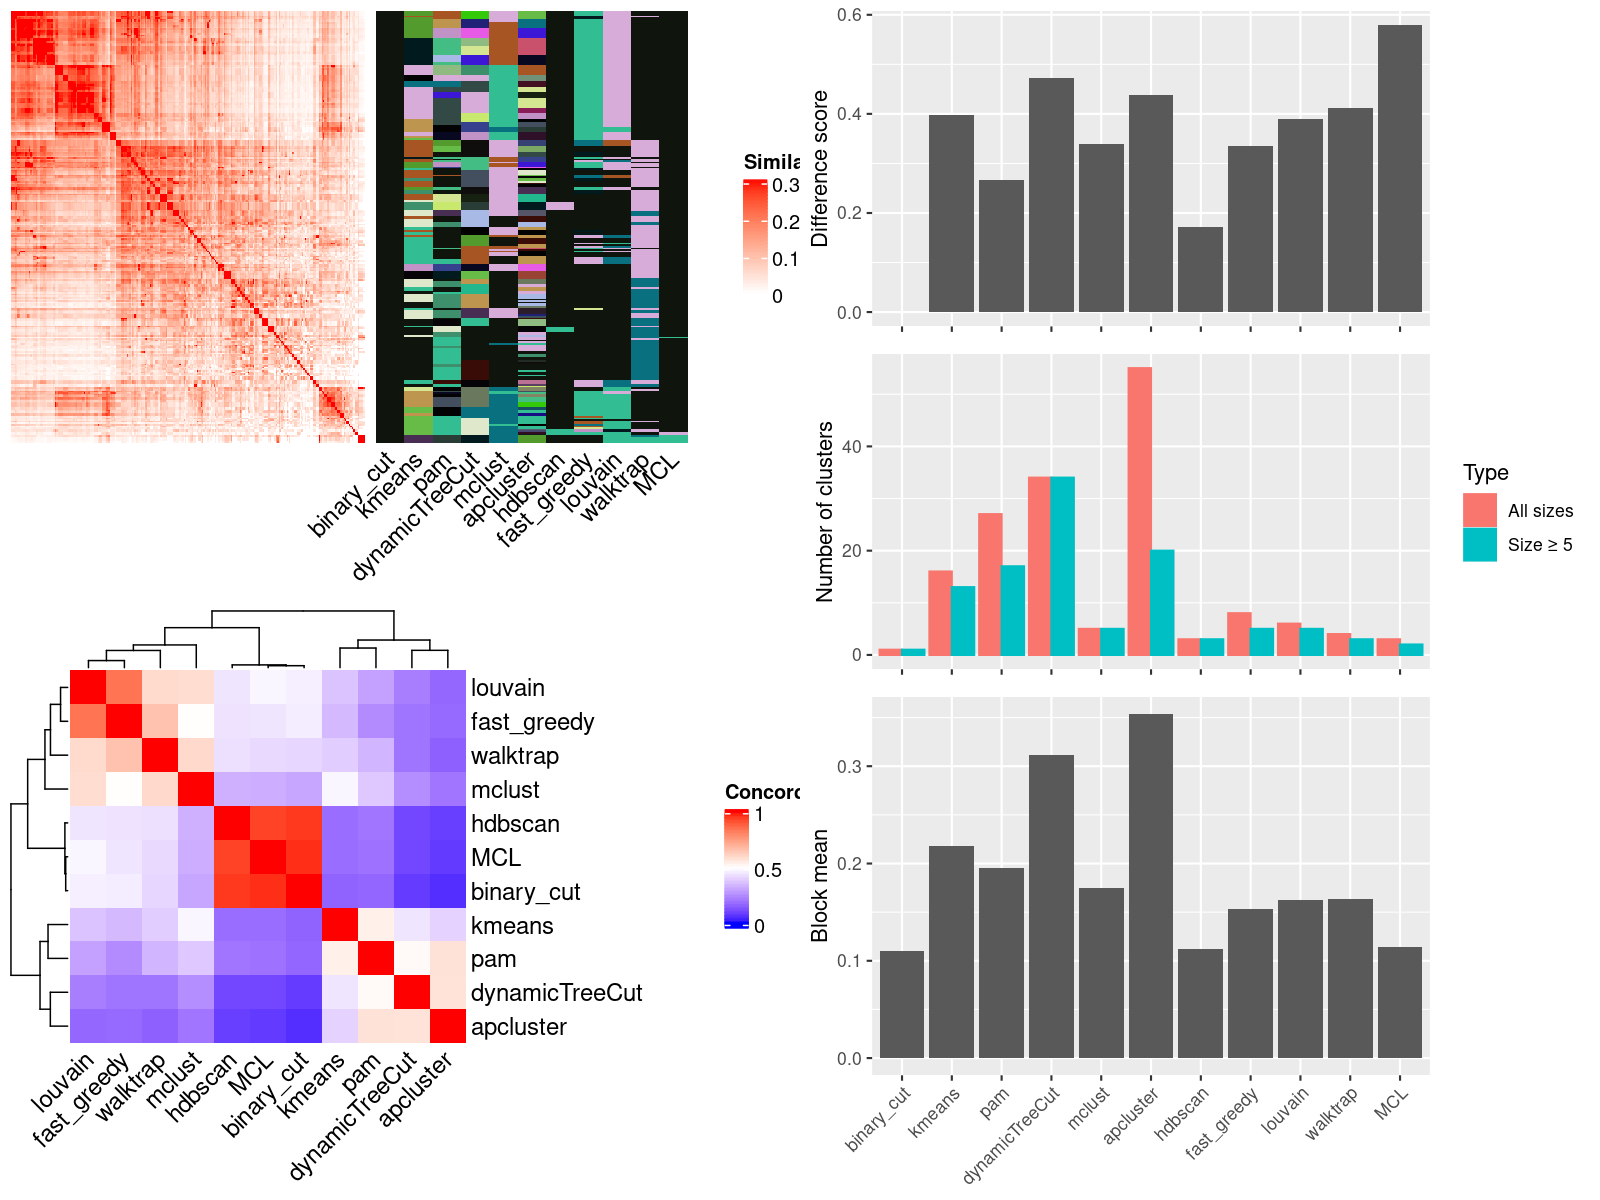 Simila
0.3
0.2
0.1
0
binary_cut
kmeans
pam
dynamicTreeCut
mclust
apcluster
hdbscan
fast_greedy
louvain
walktrap
MCL
louvain
fast_greedy
walktrap
mclust
hdbscan
MCL
binary_cut
kmeans
pam
dynamicTreeCut
apcluster
louvain
fast_greedy
walktrap
mclust
hdbscan
MCL
binary_cut
kmeans
pam
dynamicTreeCut
apcluster
Concord
1
0.5
0
Difference score
0.6
0.4
0.2
0.0
Number of clusters
40
20
0
Type
All sizes
Size ≥ 5
Block mean
0.3
0.2
0.1
0.0
binary_cut
kmeans
pam
dynamicTreeCut
mclust
apcluster
hdbscan
fast_greedy
louvain
walktrap
MCL